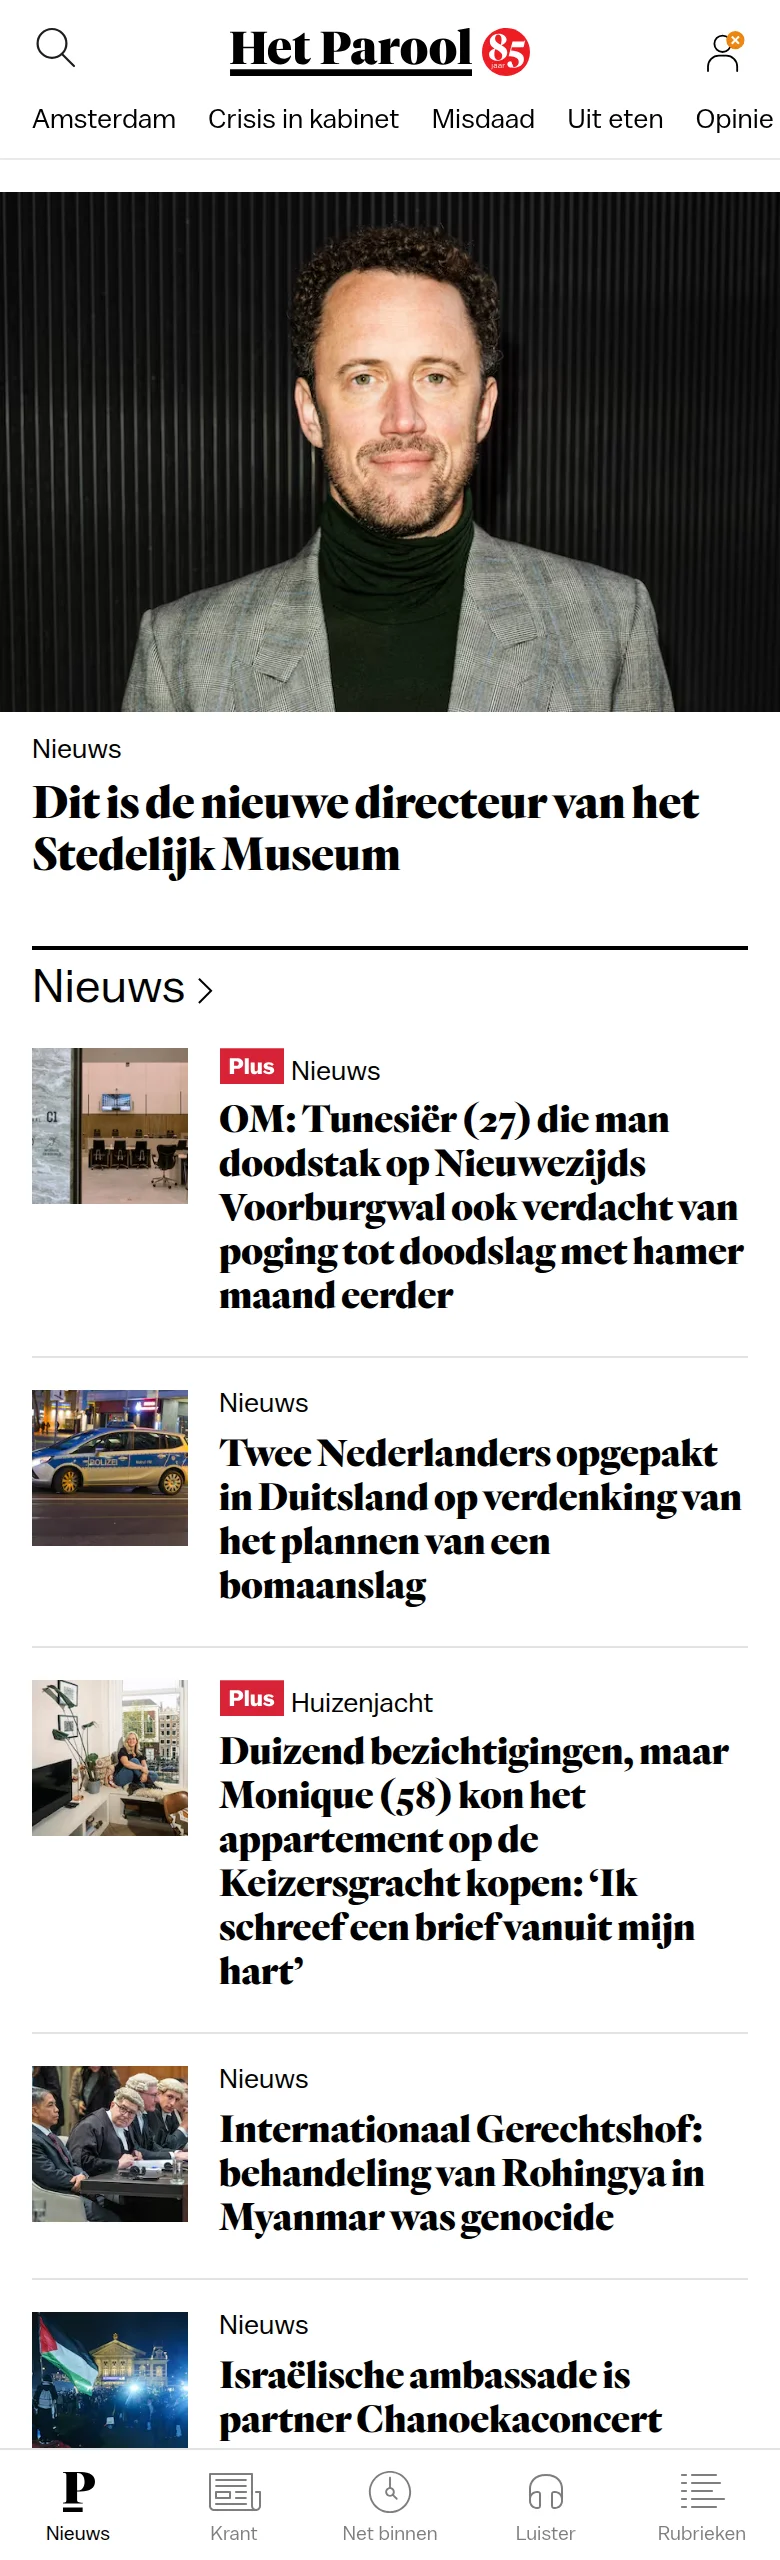 Het Parool 85 jaar
Amsterdam Crisis in kabinet Misdaad Uit eten Opinie
Nieuws
Dit is de nieuwe directeur van het
Stedelijk Museum
Nieuws
C1
Plus Nieuws
OM: Tunesiër (27) die man
doodstak op Nieuwezijds
Voorburgwal ook verdacht van
poging tot doodslag met hamer
maand eerder
POLIZEI
Nieuws
Twee Nederlanders opgepakt
in Duitsland op verdenking van
het plannen van een
bomaanslag
Plus Huizenjacht
Duizend bezichtigingen, maar
Monique (58) kon het
appartement op de
Keizersgracht kopen: ‘Ik
schreef een brief vanuit mijn
hart’
Nieuws
Internationaal Gerechtshof:
behandeling van Rohingya in
Myanmar was genocide
Nieuws
Israëlische ambassade is
partner Chanoekaconcert
P
Nieuws Krant Net binnen Luister Rubrieken